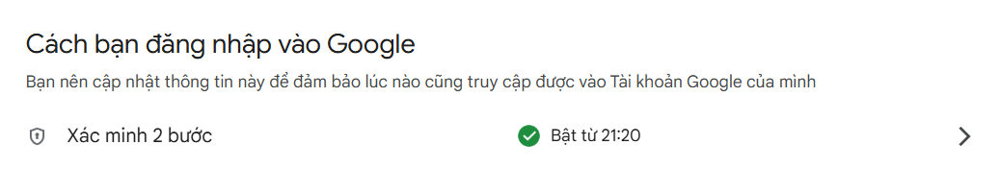 Cách bạn đăng nhập vào Google
Bạn nên cập nhật thông tin này để đảm bảo lúc nào cũng truy cập được vào Tài khoản Google của mình
Xác minh 2 bước
Bật từ 21:20